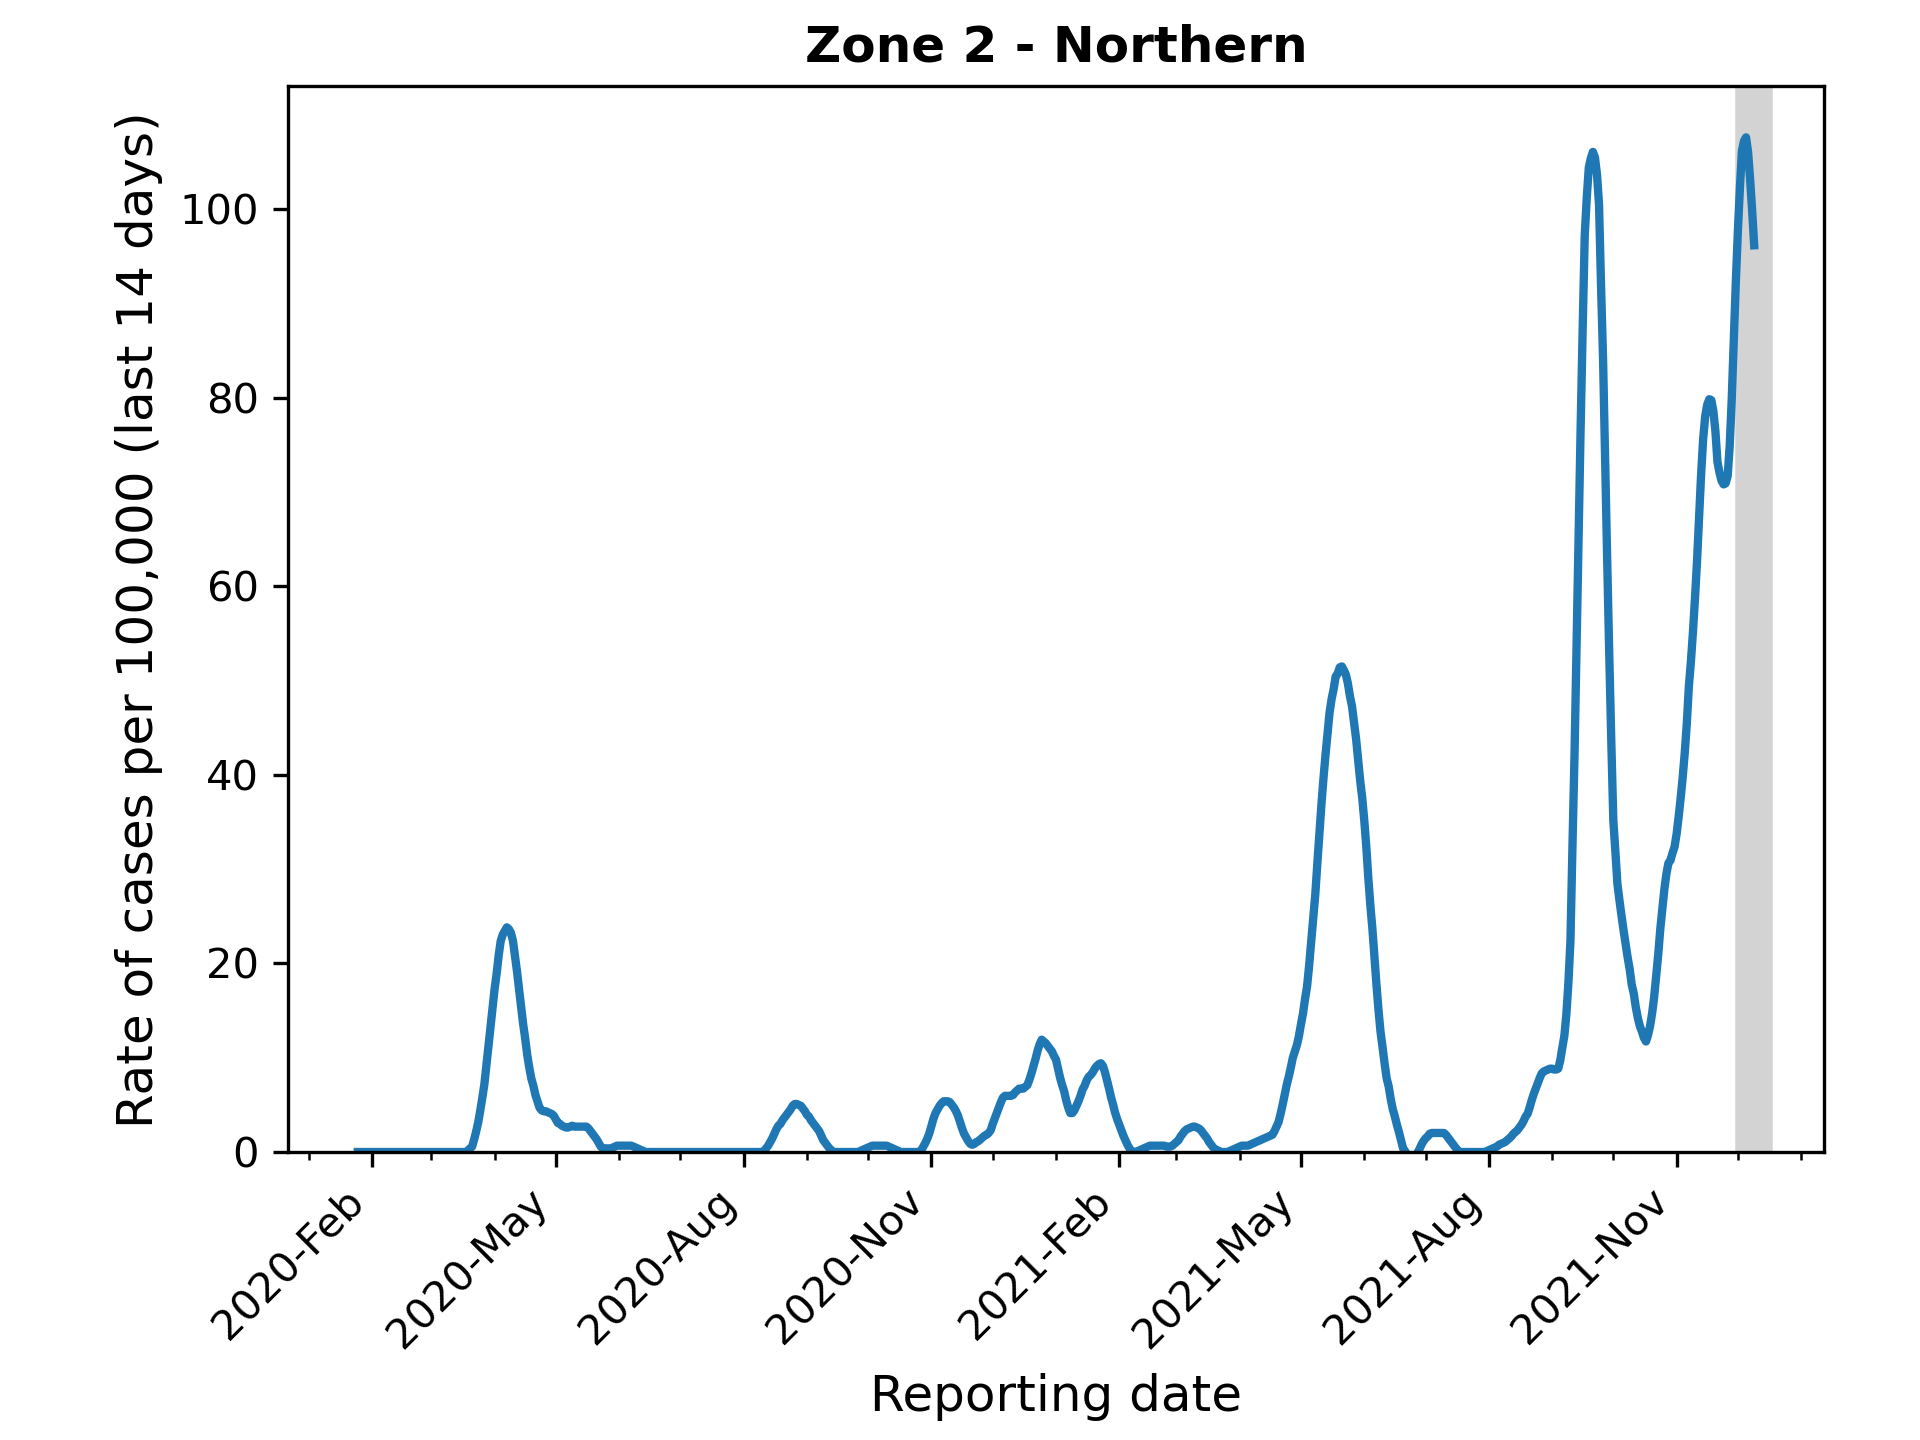 Zone 2 - Northern
Rate of cases per 100,000 (last 14 days)
100
80
60
40
20
0
2020-Feb
2020-May
2020-Aug
2020-Nov
2021-Feb
2021-May
2021-Aug
2021-Nov
Reporting date